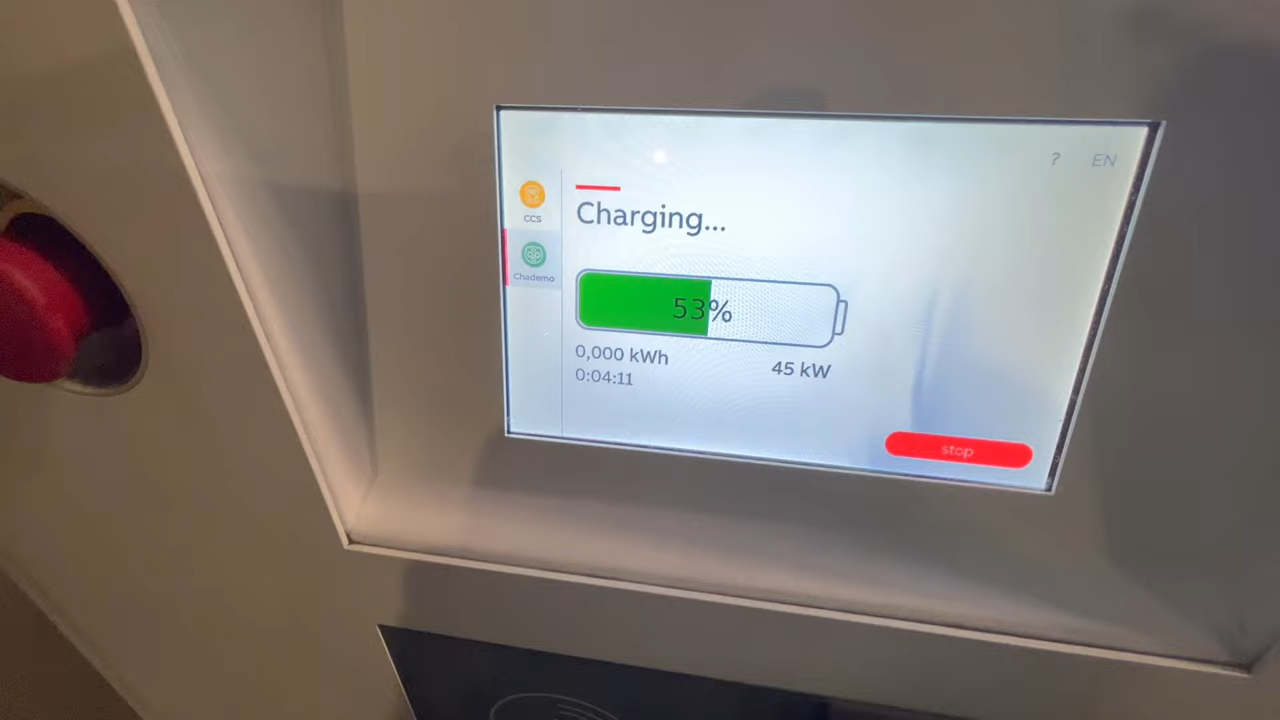 ? EN
CCS
Chademo
Charging...
53%
0,000 kWh
45 kW
0:04:11
stop